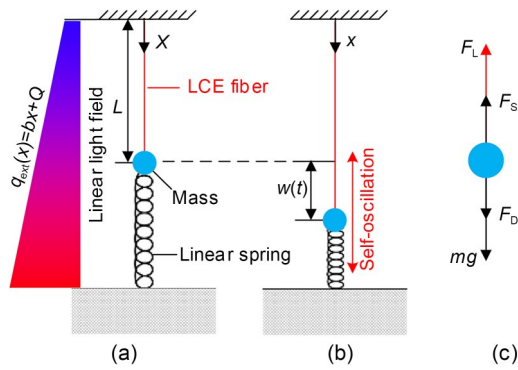 X
L
LCE fiber
q_ext(x)=bx+Q
Linear light field
Mass
Linear spring
(a)
x
w(t)
Self-oscillation
(b)
F_L
F_S
F_D
mg
(c)